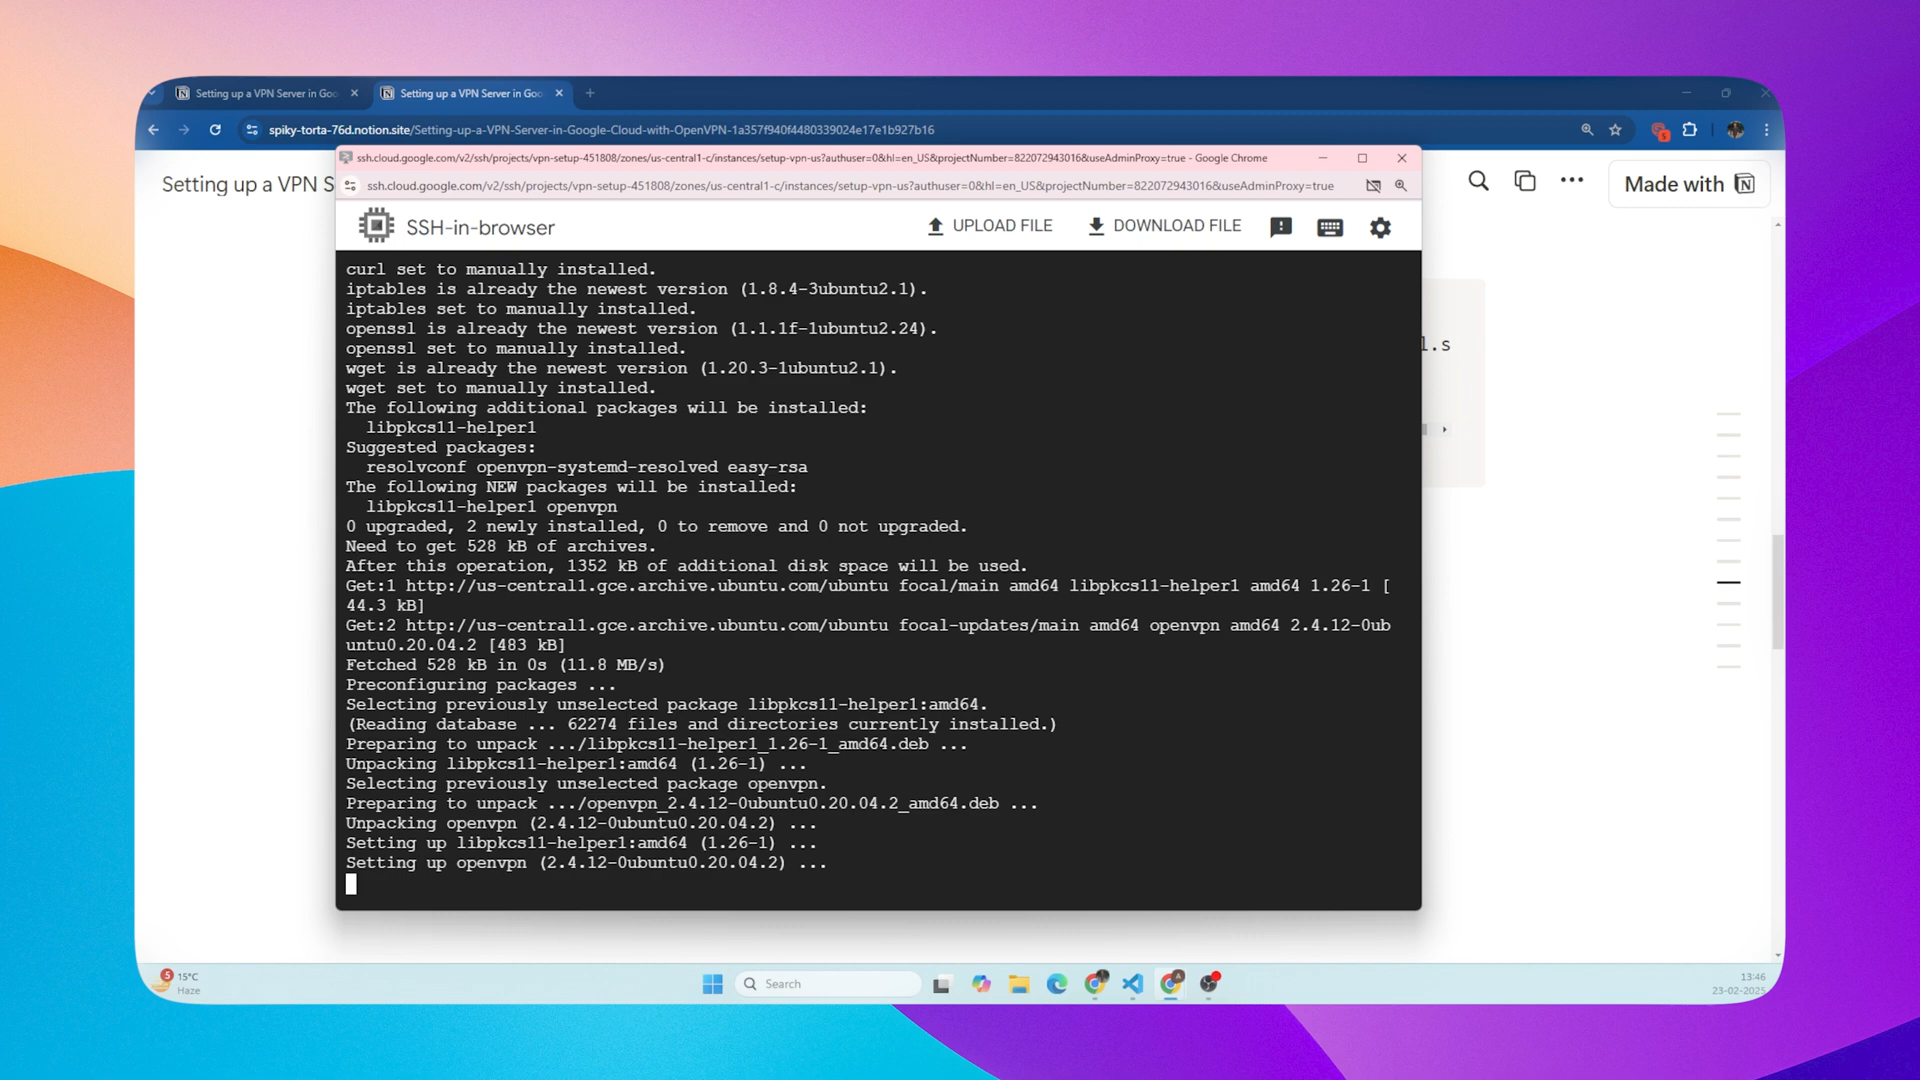 Setting up a VPN Server in Goo
Setting up a VPN Server in Goo
spiky-torta-76d.notion.site/Setting-up-a-VPN-Server-in-Google-Cloud-with-OpenVPN-1a357f940f4480339024e17e1b927b16
ssh.cloud.google.com/v2/ssh/projects/vpn-setup-451808/zones/us-central1-c/instances/setup-vpn-us?authuser=0&hl=en_US&projectNumber=822072943016&useAdminProxy=true - Google Chrome
Setting up a VPN S
ssh.cloud.google.com/v2/ssh/projects/vpn-setup-451808/zones/us-central1-c/instances/setup-vpn-us?authuser=0&hl=en_US&projectNumber=822072943016&useAdminProxy=true
Made with
SSH-in-browser
UPLOAD FILE
DOWNLOAD FILE
curl set to manually installed.
iptables is already the newest version (1.8.4-3ubuntu2.1).
iptables set to manually installed.
openssl is already the newest version (1.1.1f-1ubuntu2.24).
openssl set to manually installed.
wget is already the newest version (1.20.3-1ubuntu2.1).
wget set to manually installed.
The following additional packages will be installed:
libpkcs11-helper1
Suggested packages:
resolvconf openvpn-systemd-resolved easy-rsa
The following NEW packages will be installed:
libpkcs11-helper1 openvpn
0 upgraded, 2 newly installed, 0 to remove and 0 not upgraded.
Need to get 528 kB of archives.
After this operation, 1352 kB of additional disk space will be used.
Get:1 http://us-central1.gce.archive.ubuntu.com/ubuntu focal/main amd64 libpkcs11-helper1 amd64 1.26-1 [
44.3 kB]
Get:2 http://us-central1.gce.archive.ubuntu.com/ubuntu focal-updates/main amd64 openvpn amd64 2.4.12-0ub
untu0.20.04.2 [483 kB]
Fetched 528 kB in 0s (11.8 MB/s)
Preconfiguring packages ...
Selecting previously unselected package libpkcs11-helper1:amd64.
(Reading database ... 62274 files and directories currently installed.)
Preparing to unpack .../libpkcs11-helper1_1.26-1_amd64.deb ...
Unpacking libpkcs11-helper1:amd64 (1.26-1) ...
Selecting previously unselected package openvpn.
Preparing to unpack .../openvpn_2.4.12-0ubuntu0.20.04.2_amd64.deb ...
Unpacking openvpn (2.4.12-0ubuntu0.20.04.2) ...
Setting up libpkcs11-helper1:amd64 (1.26-1) ...
Setting up openvpn (2.4.12-0ubuntu0.20.04.2) ...
l.s
5
15°C
Haze
Search
13:46
23-02-2025